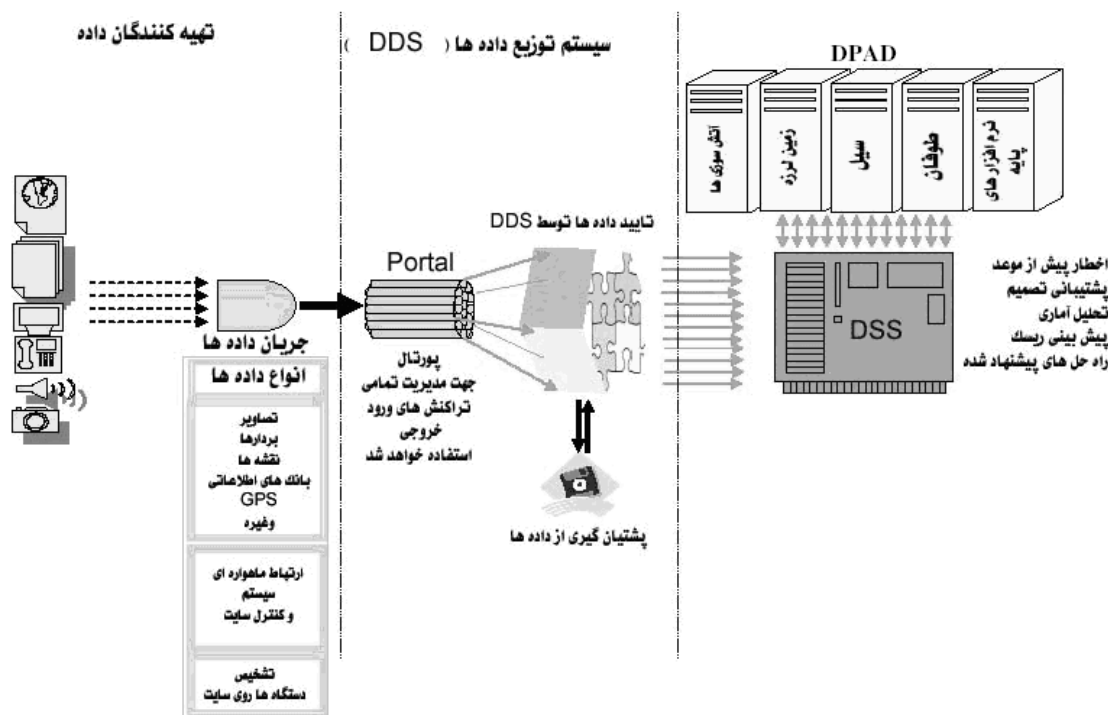 تهیه کنندگان داده
سیستم توزیع داده ها ( DDS )
DPAD
آتش سوزی ها
زمین لرزه
سیل
طوفان
نرم افزار های
پایه
تایید داده ها توسط DDS
Portal
جریان داده ها
انواع داده ها
تصاویر
بردارها
نقشه ها
بانك های اطلاعاتی
GPS
وغیره
ارتباط ماهواره ای
سیستم
و کنترل سایت
تشخیص
دستگاه ها روی سایت
پورتال
جهت مدیریت تمامی
تراکنش های ورود
خروجی
استفاده خواهد شد
پشتیان گیری از داده ها
DSS
اخطار پیش از موعد
پشتیبانی تصمیم
تحلیل آماری
پیش بینی ریسك
راه حل های پیشنهاد شده